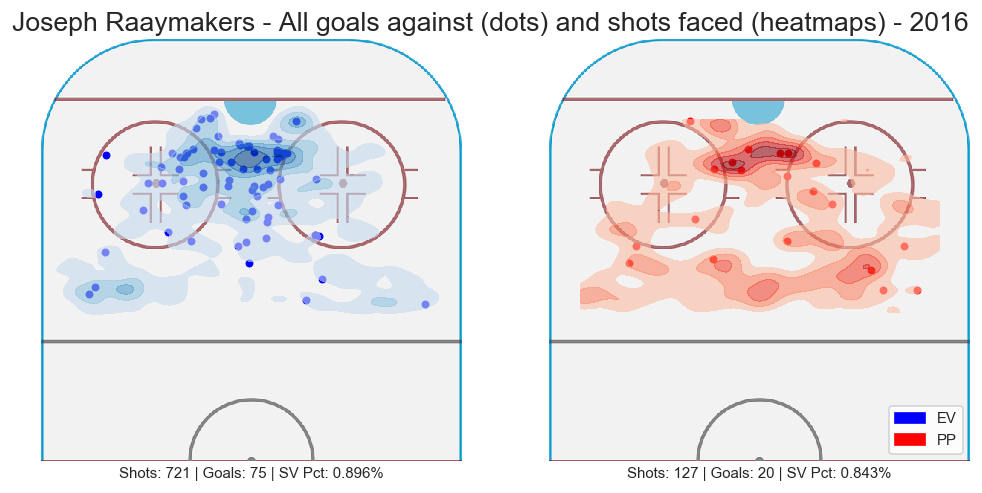 Joseph Raaymakers - All goals against (dots) and shots faced (heatmaps) - 2016
EV
PP
Shots: 721 | Goals: 75 | SV Pct: 0.896%
Shots: 127 | Goals: 20 | SV Pct: 0.843%